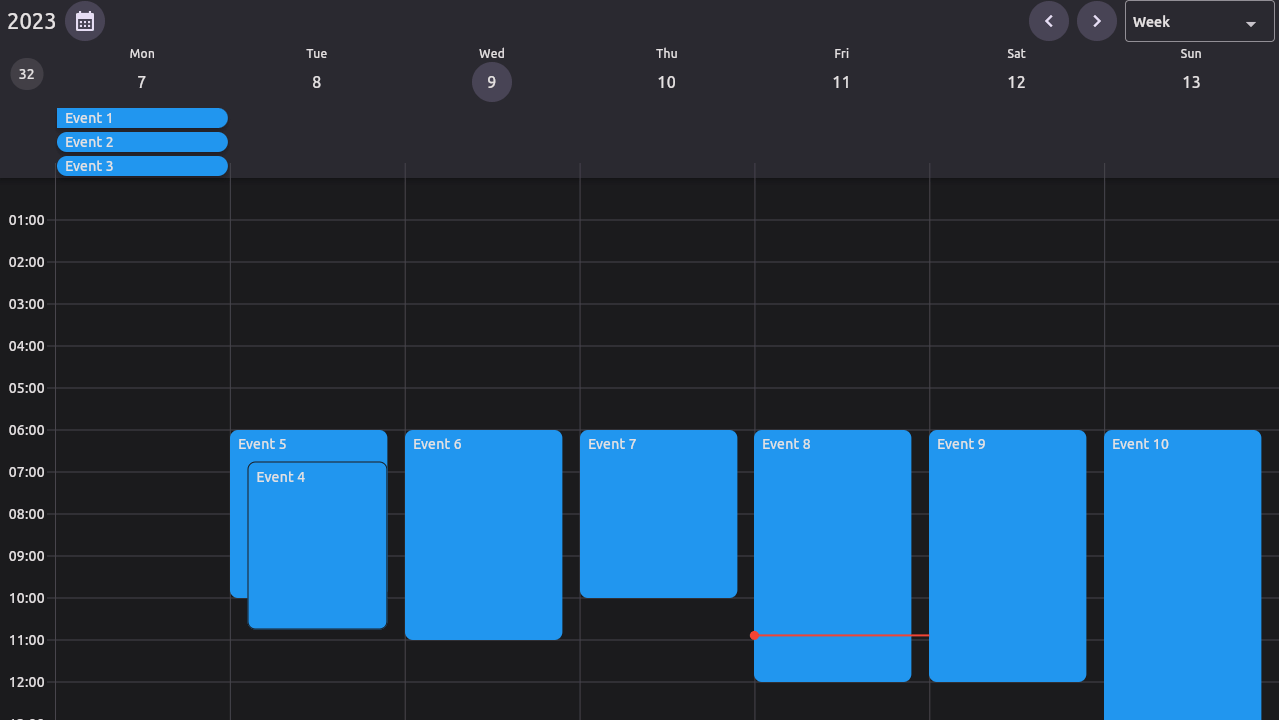 2023
Week
Mon Tue Wed Thu Fri Sat Sun
32
7 8 9 10 11 12 13
Event 1
Event 2
Event 3
01:00
02:00
03:00
04:00
05:00
06:00
Event 5 Event 6 Event 7 Event 8 Event 9 Event 10
07:00
Event 4
08:00
09:00
10:00
11:00
12:00